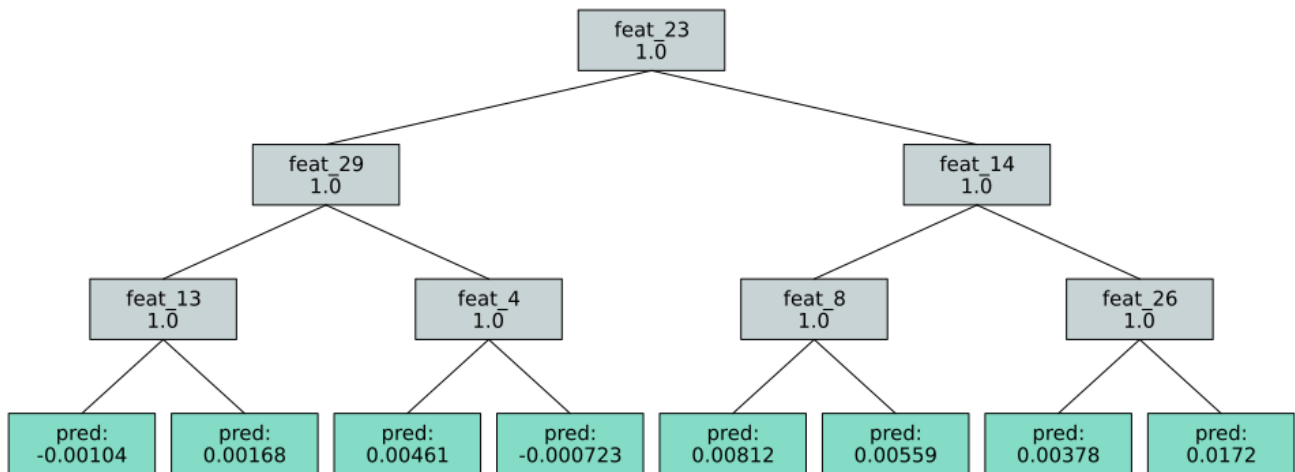 feat_23
1.0
feat_29
1.0
feat_14
1.0
feat_13
1.0
feat_4
1.0
feat_8
1.0
feat_26
1.0
pred:
-0.00104
pred:
0.00168
pred:
0.00461
pred:
-0.000723
pred:
0.00812
pred:
0.00559
pred:
0.00378
pred:
0.0172